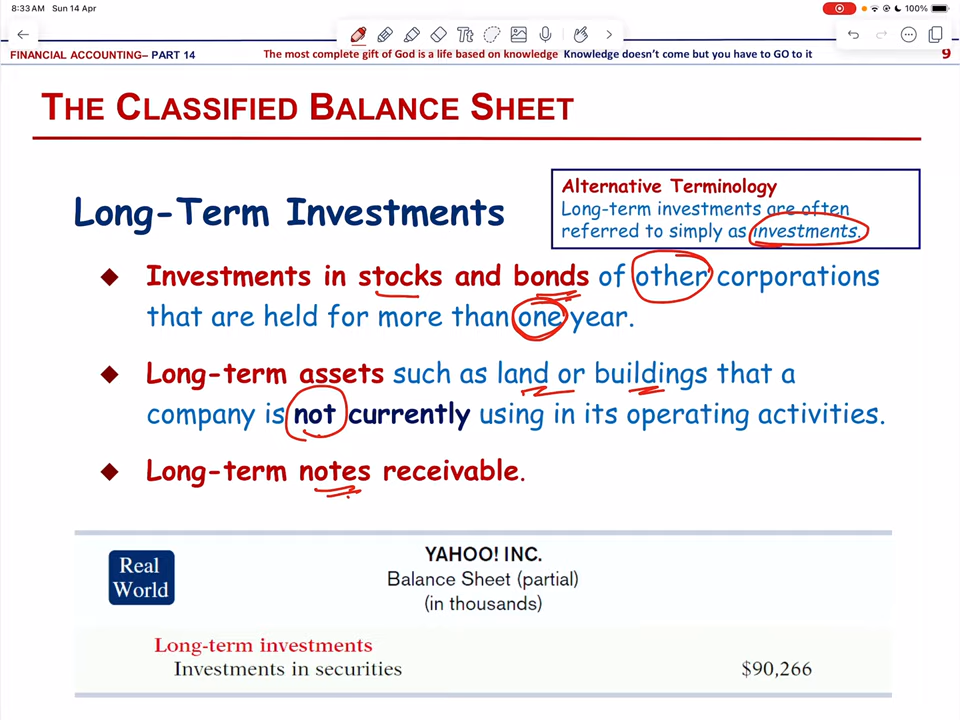 8:33 AM Sun 14 Apr
100%
FINANCIAL ACCOUNTING– PART 14 The most complete gift of God is a life based on knowledge Knowledge doesn't come but you have to GO to it 9
THE CLASSIFIED BALANCE SHEET
Long-Term Investments
Alternative Terminology
Long-term investments are often
referred to simply as investments.
Investments in stocks and bonds of other corporations
that are held for more than one year.
Long-term assets such as land or buildings that a
company is not currently using in its operating activities.
Long-term notes receivable.
Real
World
YAHOO! INC.
Balance Sheet (partial)
(in thousands)
Long-term investments
Investments in securities $90,266